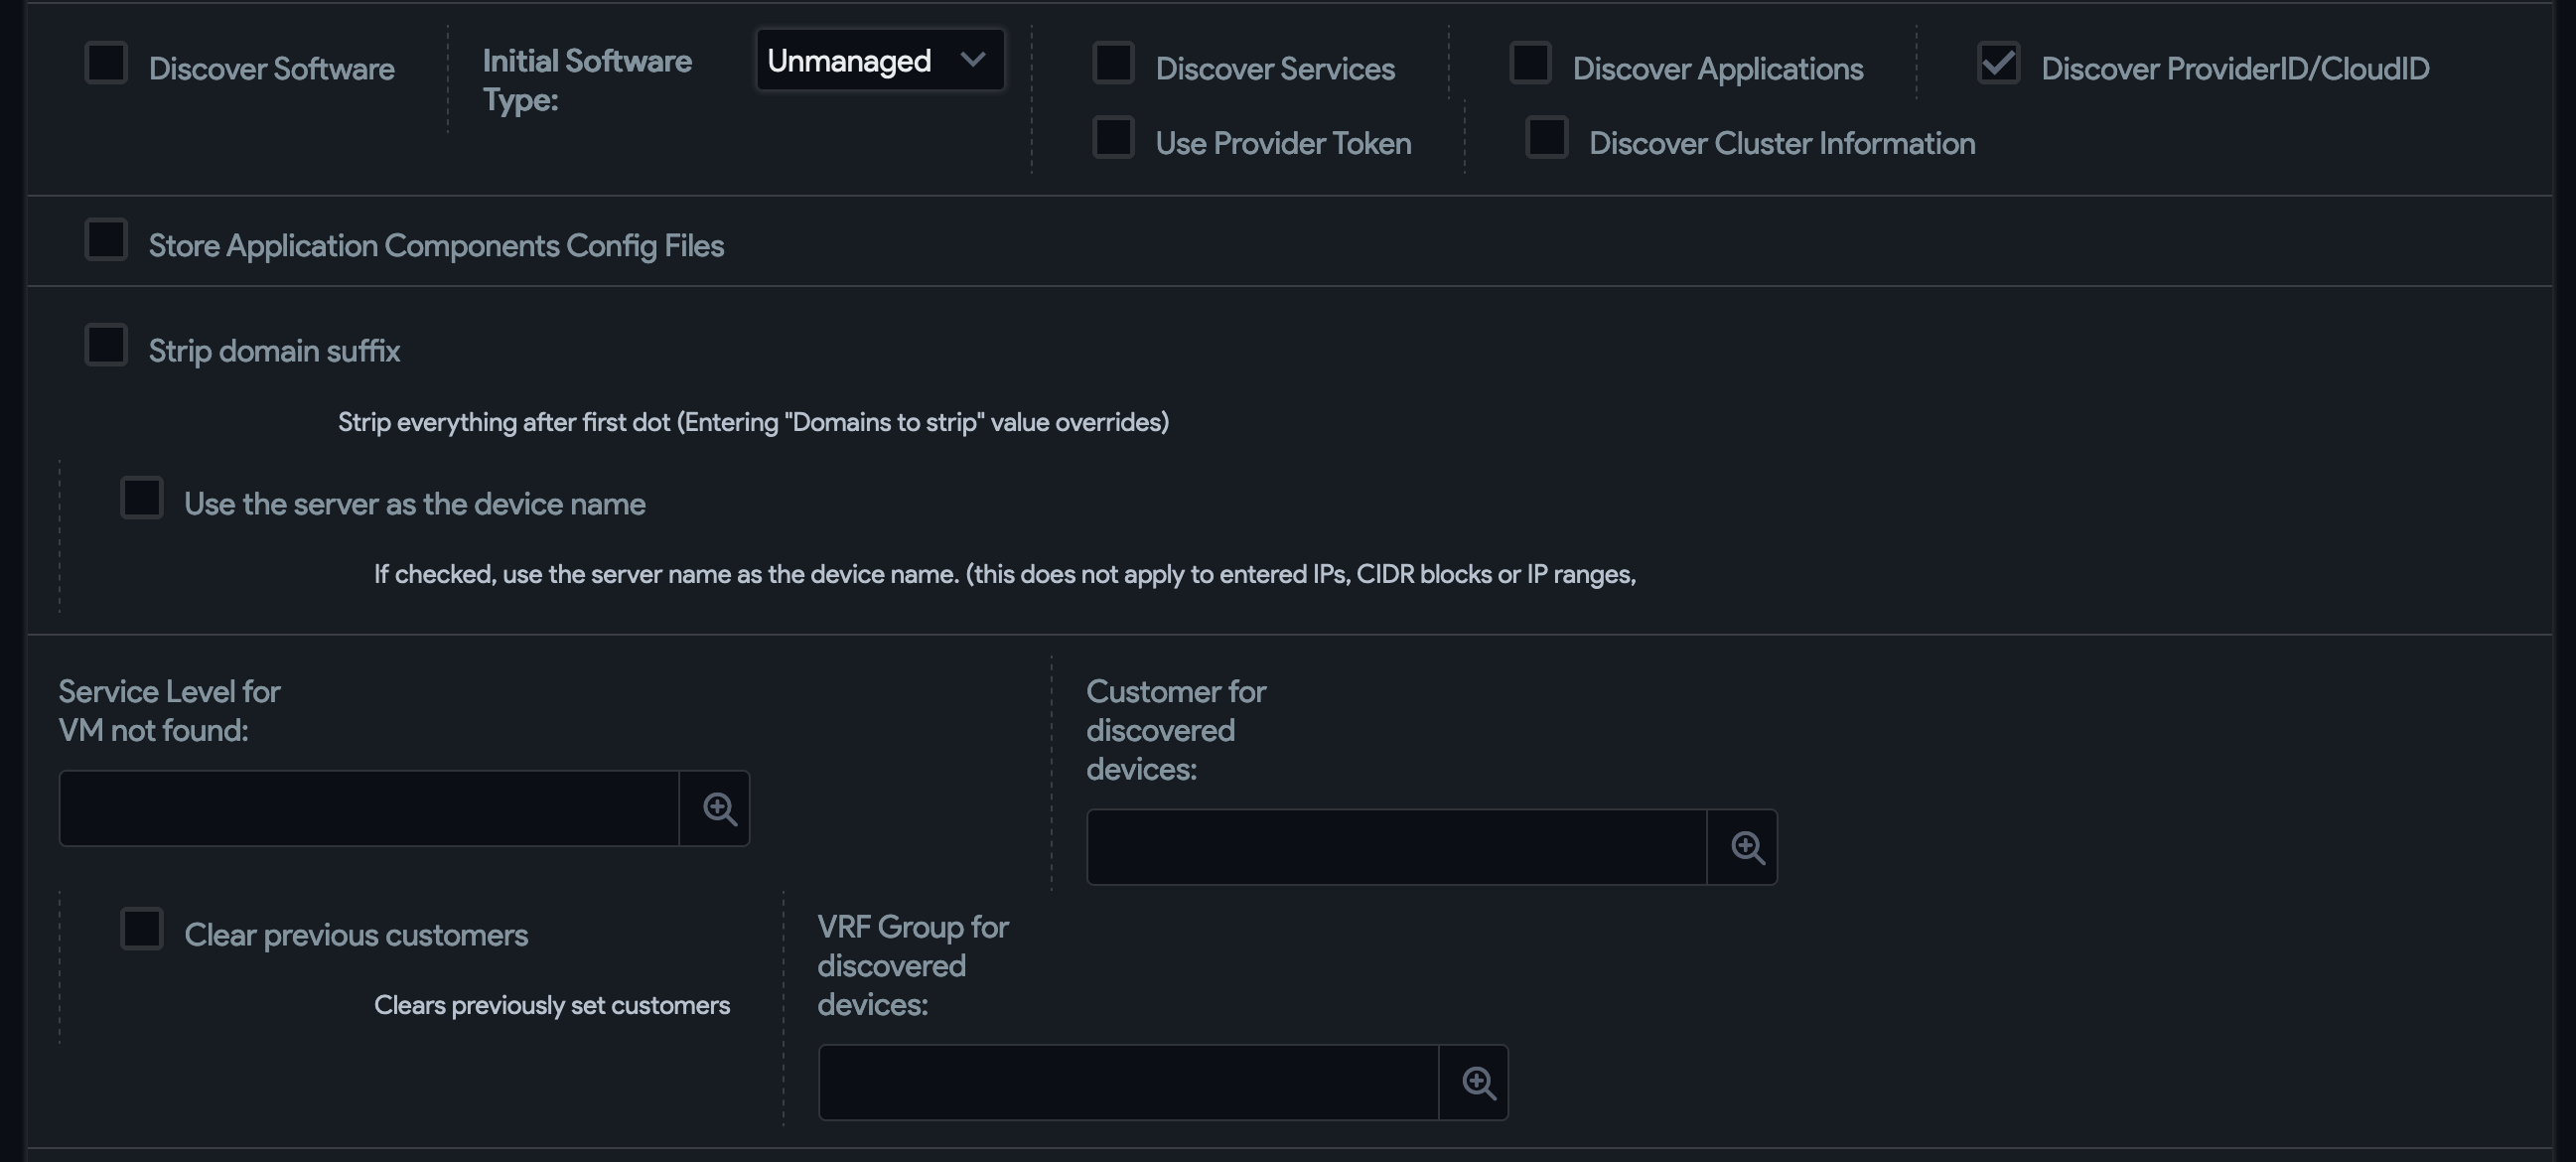 Discover Software
Initial Software
Type:
Unmanaged
Discover Services
Discover Applications
Discover ProviderID/CloudID
Use Provider Token
Discover Cluster Information
Store Application Components Config Files
Strip domain suffix
Strip everything after first dot (Entering "Domains to strip" value overrides)
Use the server as the device name
If checked, use the server name as the device name. (this does not apply to entered IPs, CIDR blocks or IP ranges,
Service Level for
VM not found:
Customer for
discovered
devices:
Clear previous customers
Clears previously set customers
VRF Group for
discovered
devices: